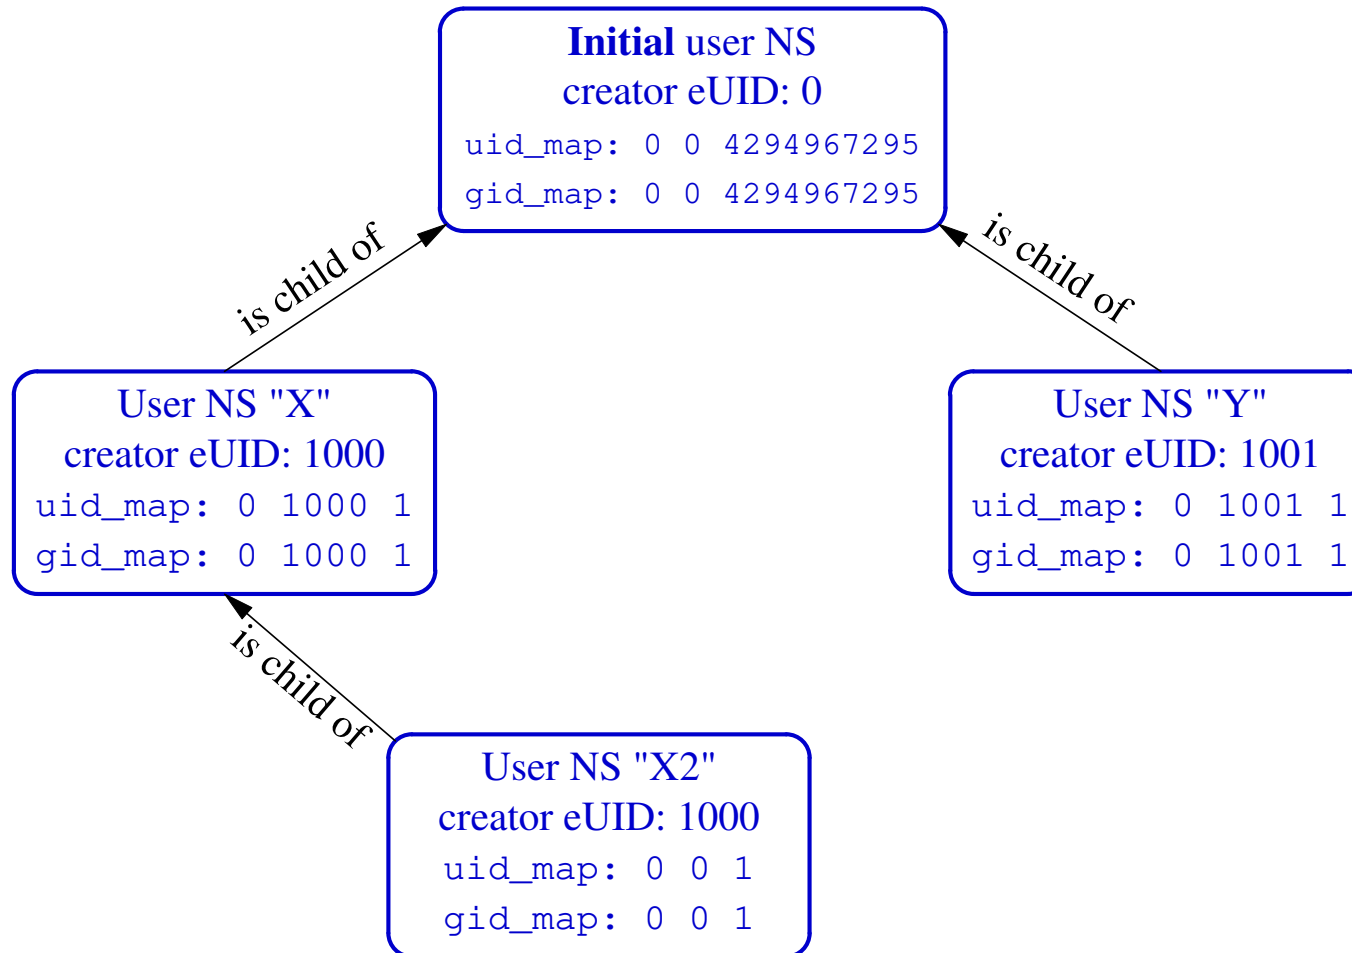 Initial user NS
creator eUID: 0
uid_map: 0 0 4294967295
gid_map: 0 0 4294967295
is child of
is child of
User NS "X"
creator eUID: 1000
uid_map: 0 1000 1
gid_map: 0 1000 1
User NS "Y"
creator eUID: 1001
uid_map: 0 1001 1
gid_map: 0 1001 1
is child of
User NS "X2"
creator eUID: 1000
uid_map: 0 0 1
gid_map: 0 0 1